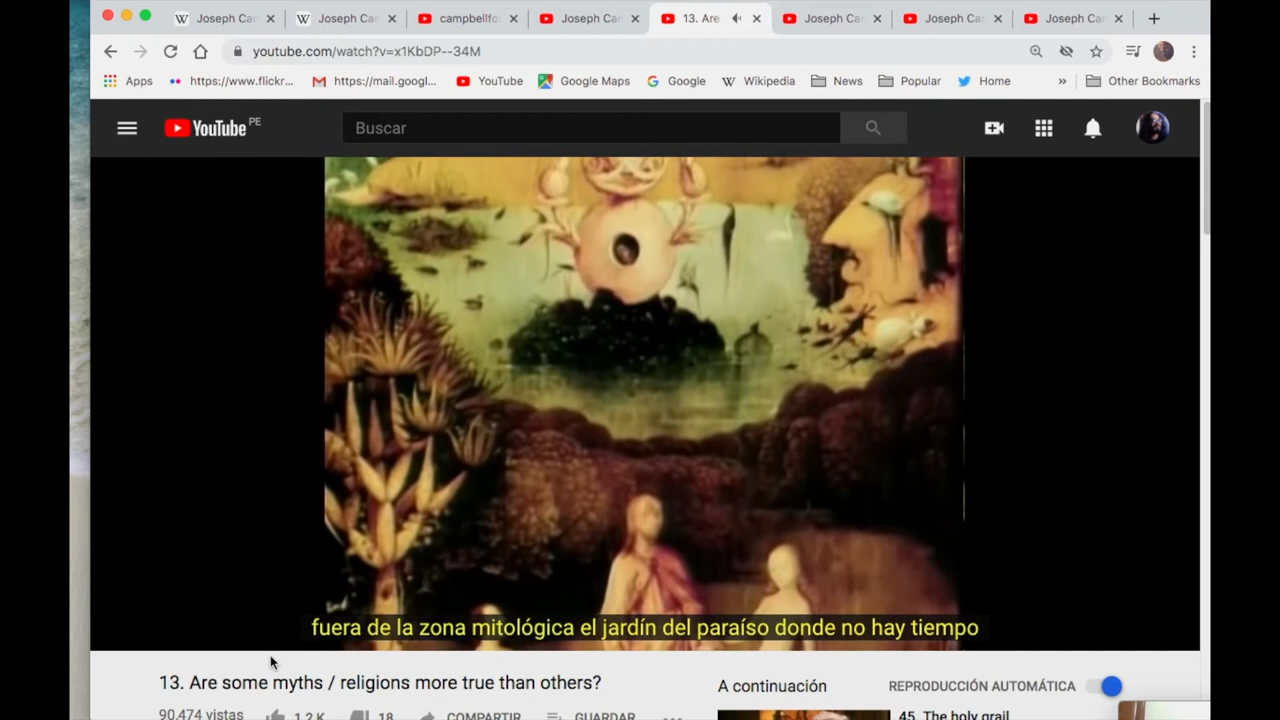 Joseph Car
Joseph Car
campbellfo
Joseph Ca
13. Are
Joseph Ca
Joseph Ca
Joseph Ca
youtube.com/watch?v=x1KbDP--34M
Apps
https://www.flickr...
https://mail.googl...
YouTube
Google Maps
Google
Wikipedia
News
Popular
Home
»
Other Bookmarks
YouTube PE
Buscar
fuera de la zona mitológica el jardín del paraíso donde no hay tiempo
13. Are some myths / religions more true than others?
A continuación
REPRODUCCIÓN AUTOMÁTICA
90,474 vistas
1.2 K
18
COMPARTIR
GUARDAR
45. The holy grail